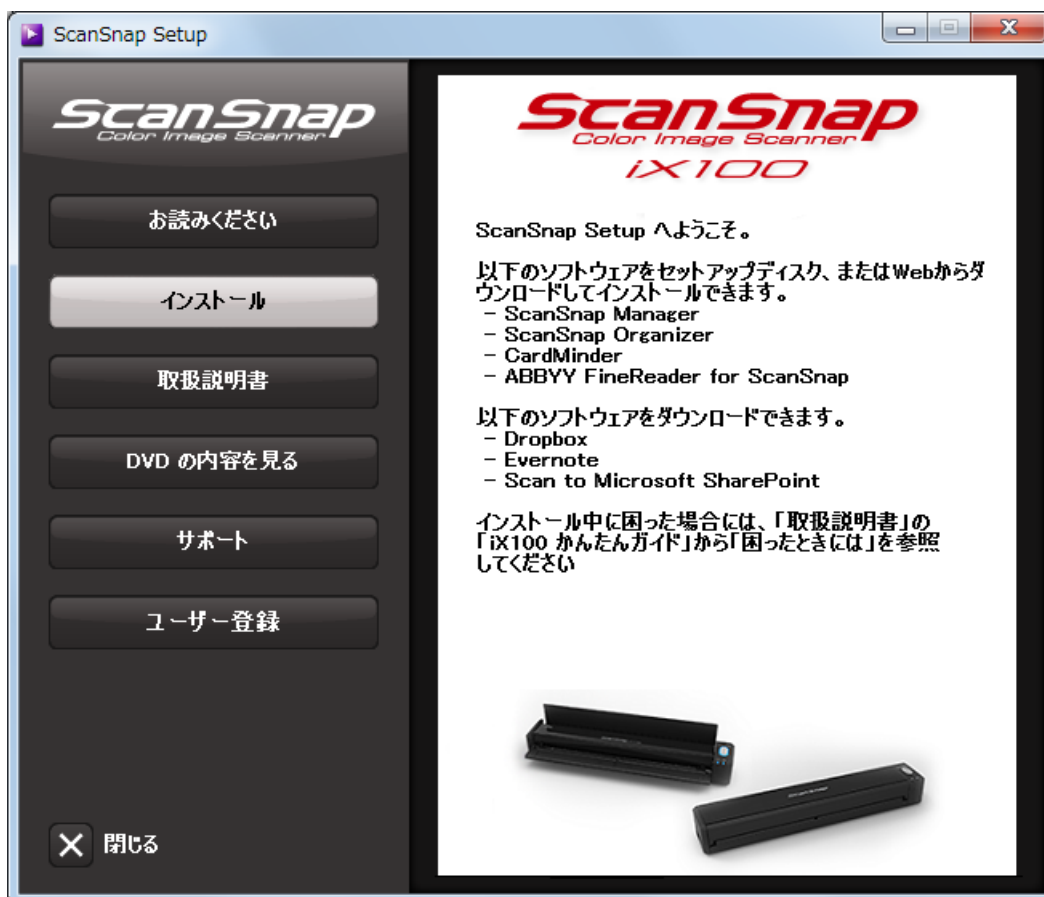 ScanSnap Setup
ScanSnap
Color Image Scanner
お読みください
インストール
取扱説明書
DVD の内容を見る
サポート
ユーザー登録
閉じる
ScanSnap
Color Image Scanner
iX100
ScanSnap Setup へようこそ。
以下のソフトウェアをセットアップディスク、またはWebからダ
ウンロードしてインストールできます。
- ScanSnap Manager
- ScanSnap Organizer
- CardMinder
- ABBYY FineReader for ScanSnap
以下のソフトウェアをダウンロードできます。
- Dropbox
- Evernote
- Scan to Microsoft SharePoint
インストール中に困った場合には、「取扱説明書」の
「iX100 かんたんガイド」から「困ったときには」を参照
してください
ScanSnap